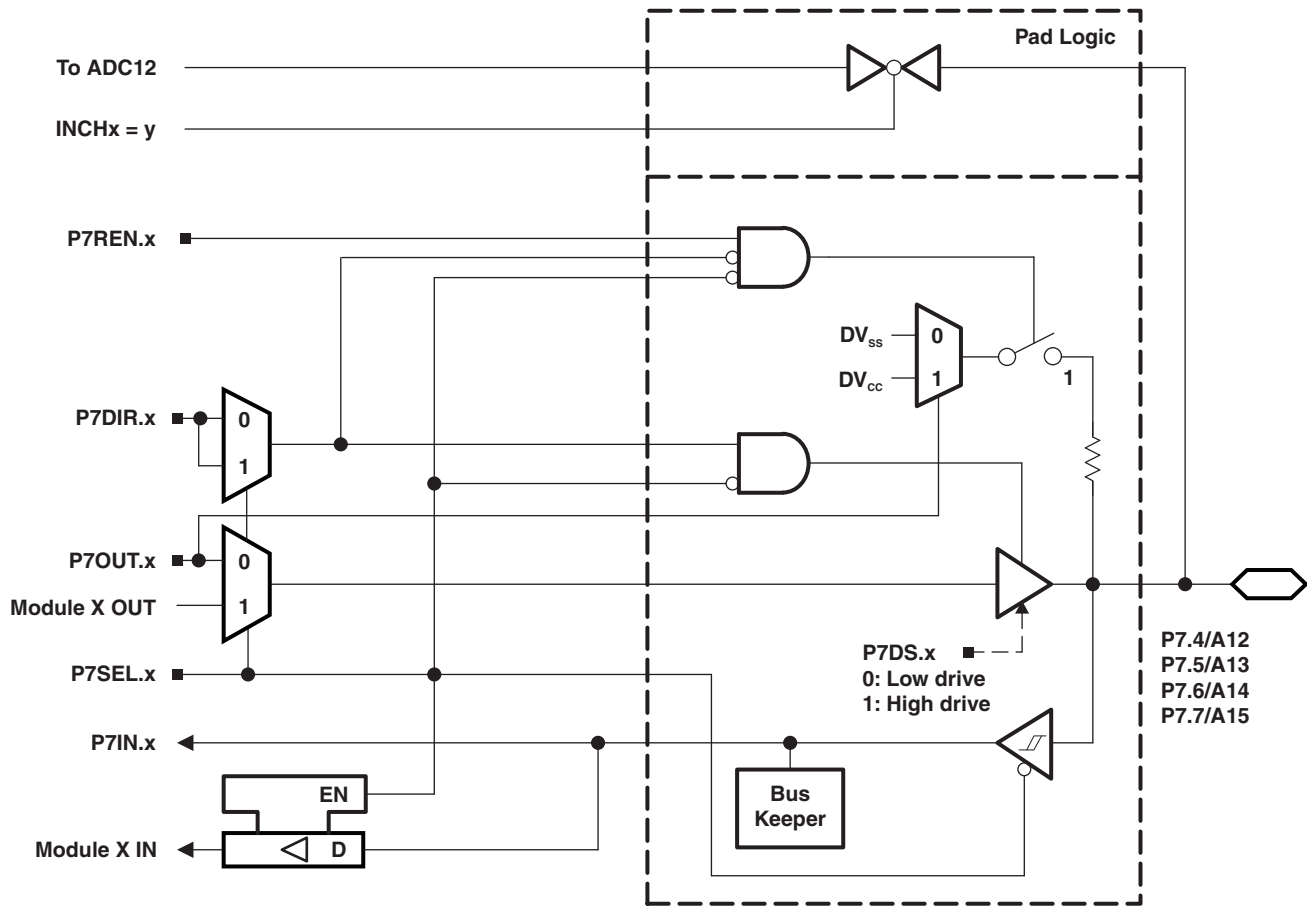 Pad Logic
To ADC12
INCHx = y
P7REN.x
DVSS
0
DVCC
1
1
P7DIR.x
0
1
P7OUT.x
0
Module X OUT
1
P7SEL.x
P7DS.x
0: Low drive
1: High drive
P7.4/A12
P7.5/A13
P7.6/A14
P7.7/A15
P7IN.x
EN
Bus
Keeper
Module X IN
D